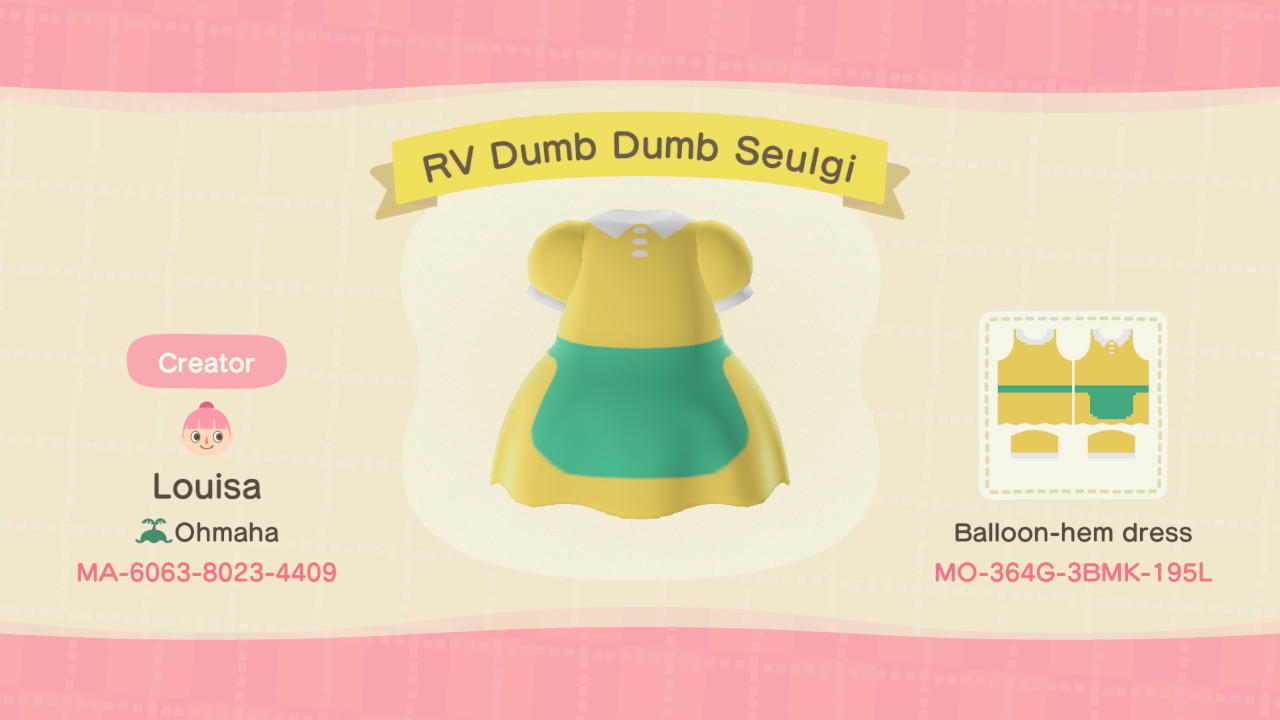 RV Dumb Dumb Seulgi
Creator
Louisa
Ohmaha
MA-6063-8023-4409
Balloon-hem dress
MO-364G-3BMK-195L